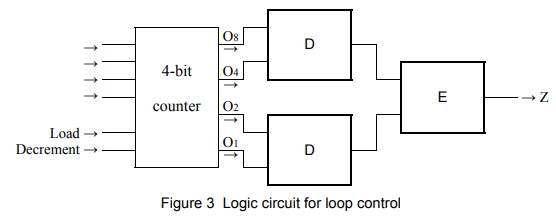 O8
D
4-bit
O4
counter
O2
E
Z
Load
O1
Decrement
D
Figure 3 Logic circuit for loop control